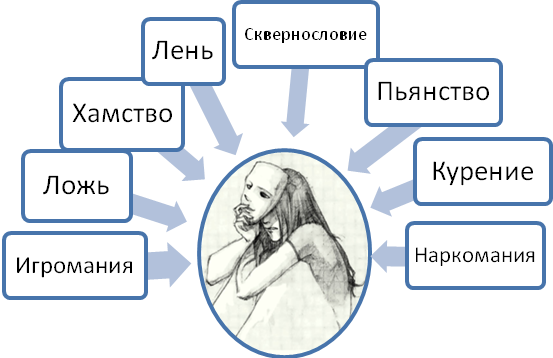 Игромания
Ложь
Хамство
Лень
Сквернословие
Пьянство
Курение
Наркомания